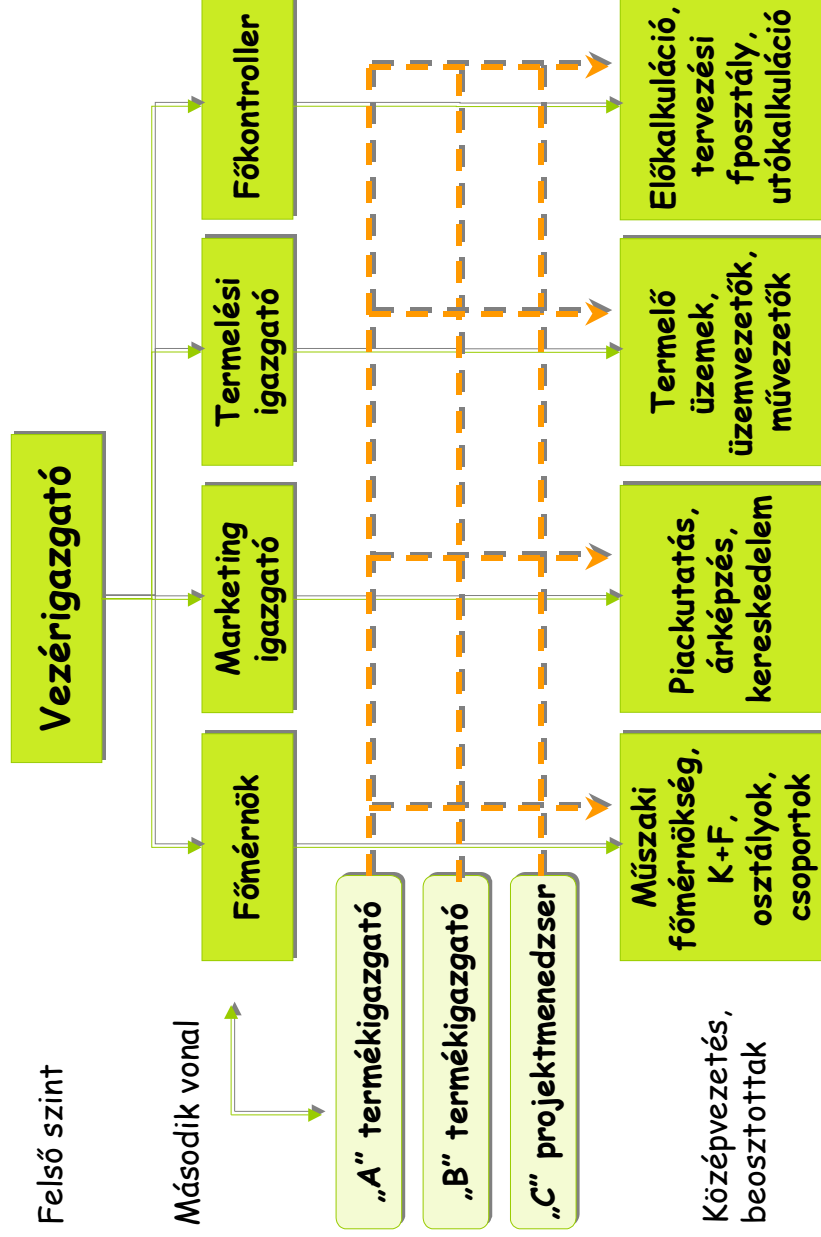 Felső szint
Vezérigazgató
Második vonal
Főmérnök
Marketing
igazgató
Termelési
igazgató
Főkontroller
„A” termékigazgató
„B” termékigazgató
„C” projektmenedzser
Középvezetés,
beosztottak
Műszaki
főmérnökség,
K+F,
osztályok,
csoportok
Piackutatás,
árképzés,
kereskedelem
Termelő
üzemek,
üzemvezetők,
művezetők
Előkalkuláció,
tervezési
fposztály,
utókalkuláció